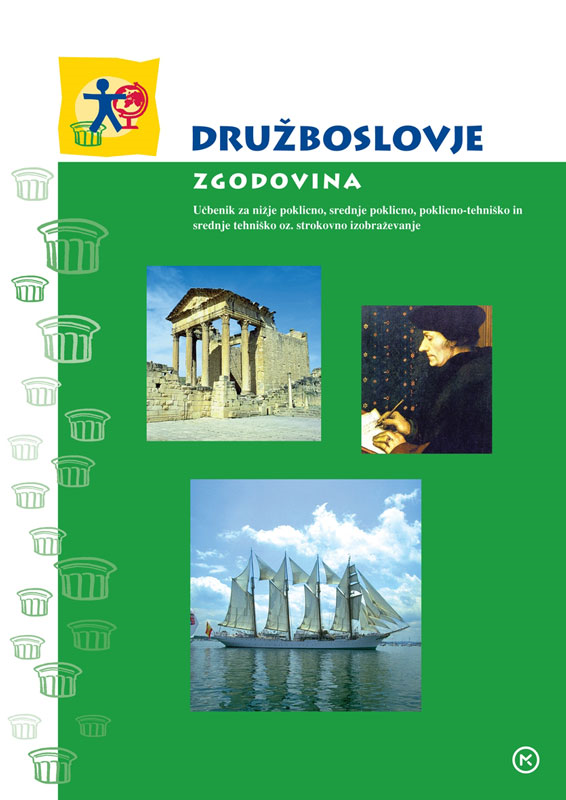 DRUŽBOSLOVJE
ZGODOVINA
Učbenik za nižje poklicno, srednje poklicno, poklicno-tehniško in
srednje tehniško oz. strokovno izobraževanje